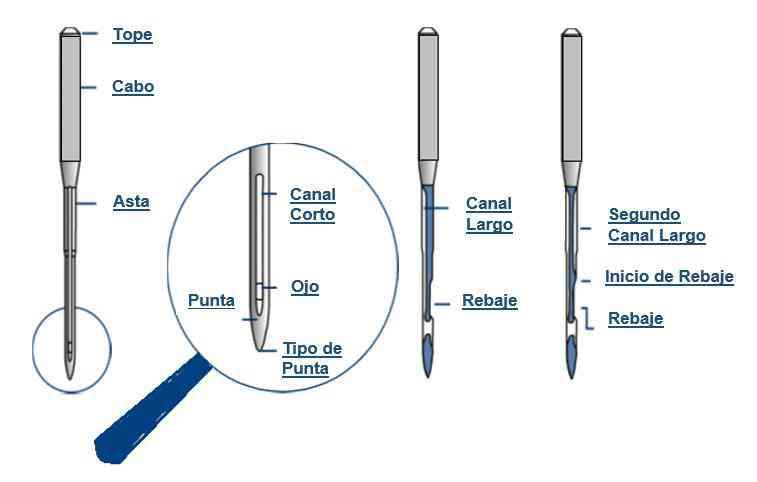 Tope
Cabo
Asta
Canal
Corto
Ojo
Punta
Tipo de
Punta
Canal
Largo
Rebaje
Segundo
Canal Largo
Inicio de Rebaje
Rebaje